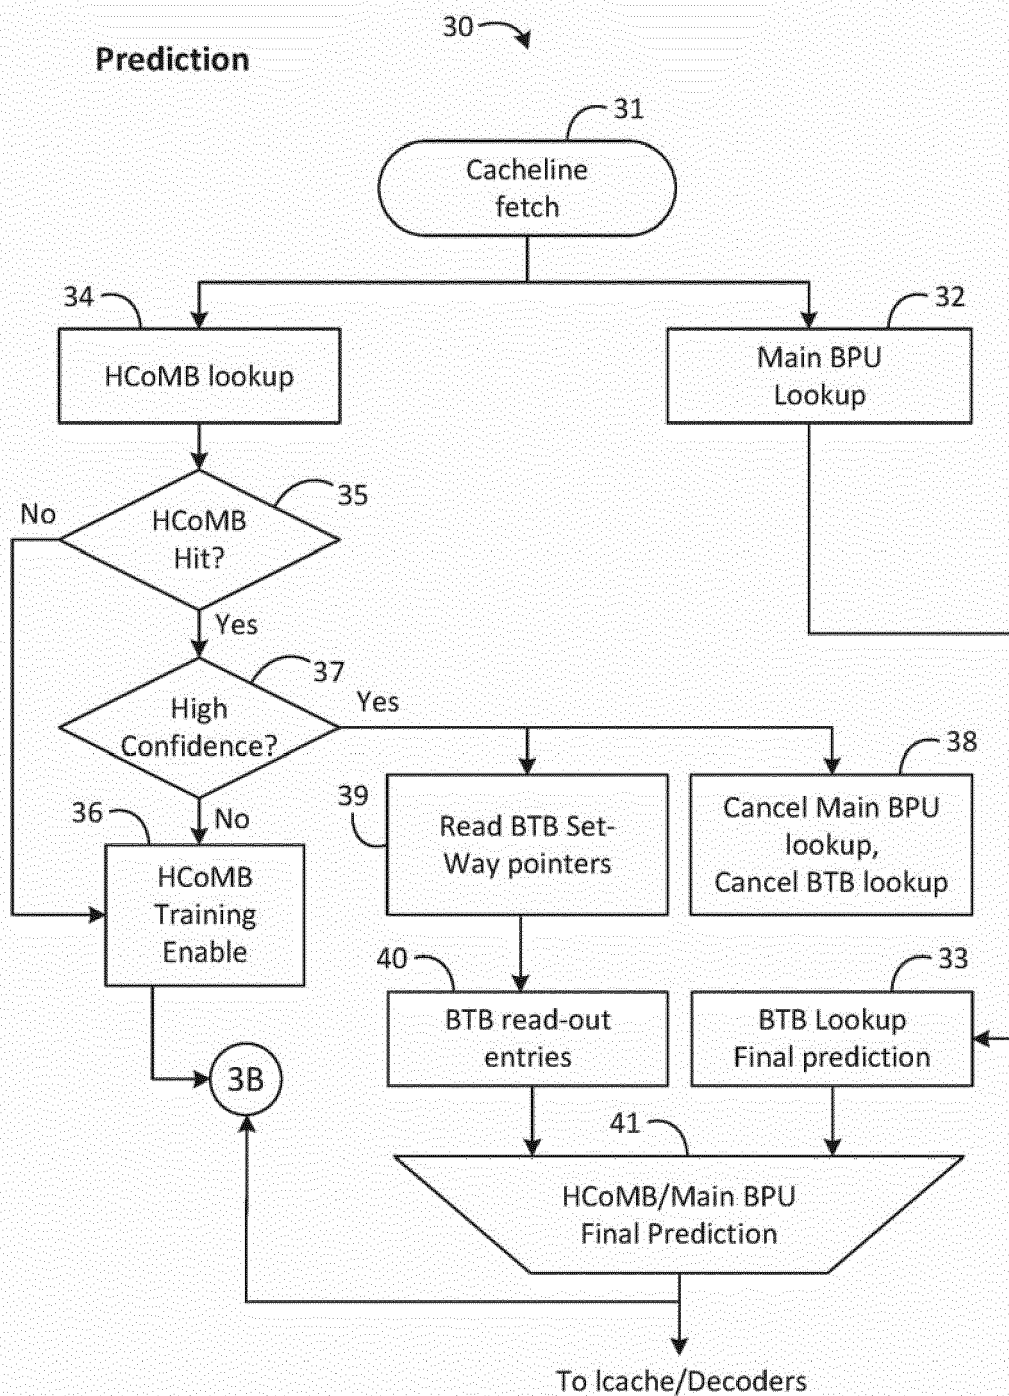 30
Prediction
31
Cacheline
fetch
34
32
HCoMB lookup
Main BPU
Lookup
35
No
HCoMB
Hit?
Yes
37
Yes
High
Confidence?
38
39
36
No
Read BTB Set-
Way pointers
Cancel Main BPU
lookup,
Cancel BTB lookup
HCoMB
Training
Enable
40
33
BTB read-out
entries
BTB Lookup
Final prediction
3B
41
HCoMB/Main BPU
Final Prediction
To Icache/Decoders